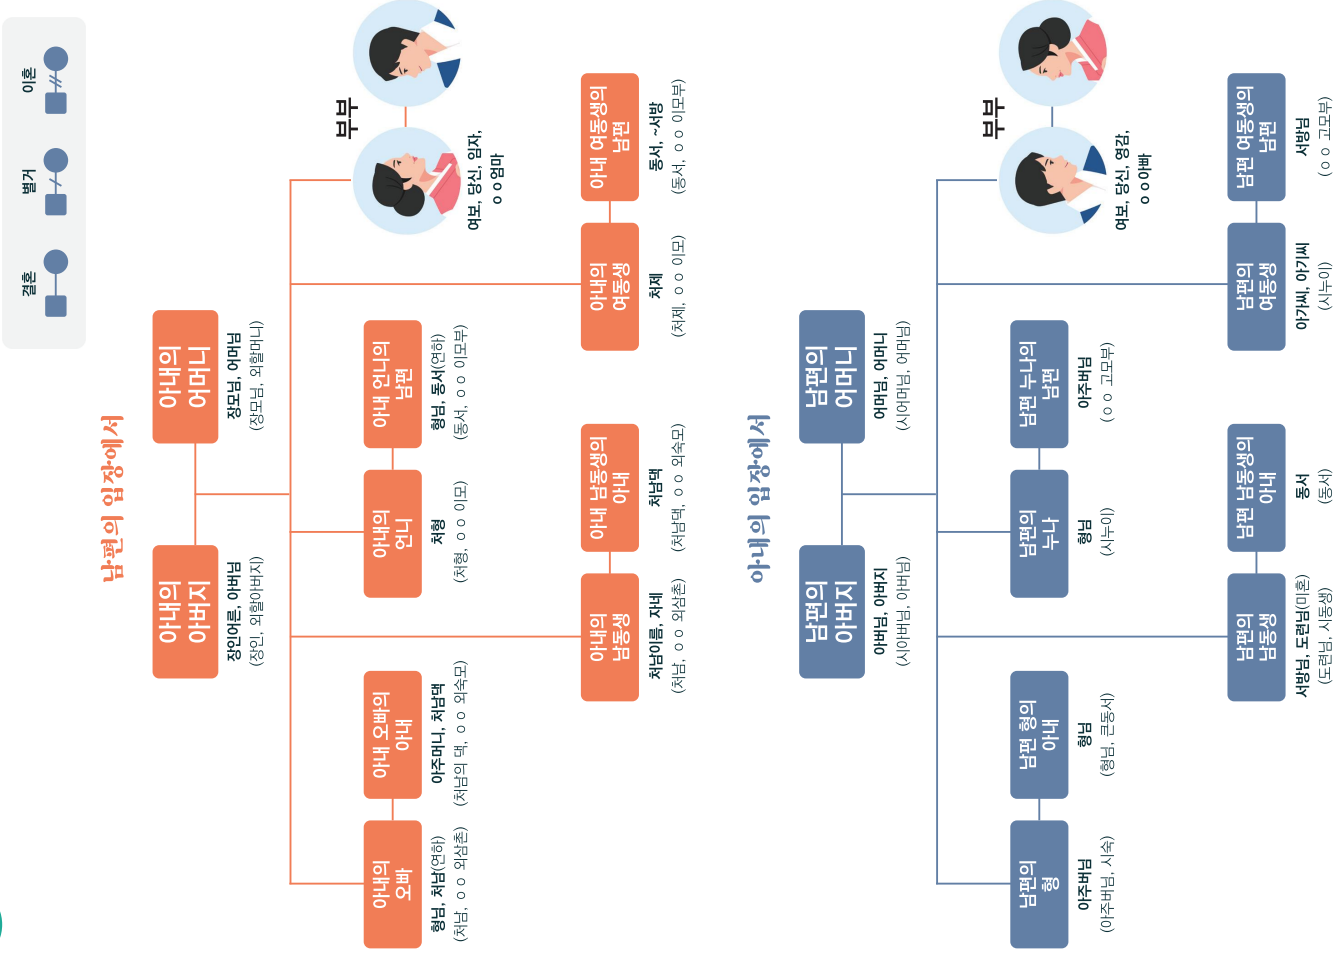 결혼
별거
이혼
남편의 입장에서
아내의
아버지
장인어른, 아버님
(장인, 외할아버지)
아내의
어머니
장모님, 어머님
(장모님, 외할머니)
부부
여보, 당신, 임자,
ㅇㅇ엄마
아내의
오빠
형님, 처남(연하)
(처남, ㅇㅇ 외삼촌)
아내 오빠의
아내
아주머니, 처남댁
(처남의 댁, ㅇㅇ 외숙모)
아내의
언니
처형
(처형, ㅇㅇ 이모)
아내 언니의
남편
형님, 동서(연하)
(동서, ㅇㅇ 이모부)
아내의
남동생
처남이름, 자네
(처남, ㅇㅇ 외삼촌)
아내 남동생의
아내
처남댁
(처남댁, ㅇㅇ 외숙모)
아내의
여동생
처제
(처제, ㅇㅇ 이모)
아내 여동생의
남편
동서, ~서방
(동서, ㅇㅇ 이모부)
아내의 입장에서
남편의
아버지
아버님, 아버지
(시아버님, 아버님)
남편의
어머니
어머님, 어머니
(시어머님, 어머님)
부부
여보, 당신, 영감,
ㅇㅇ아빠
남편의
형
아주버님
(아주버님, 시숙)
남편 형의
아내
형님
(형님, 큰동서)
남편의
누나
형님
(시누이)
남편 누나의
남편
아주버님
(ㅇㅇ 고모부)
남편의
남동생
서방님, 도련님(미혼)
(도련님, 시동생)
남편 남동생의
아내
동서
(동서)
남편의
여동생
아가씨, 아기씨
(시누이)
남편 여동생의
남편
서방님
(ㅇㅇ 고모부)